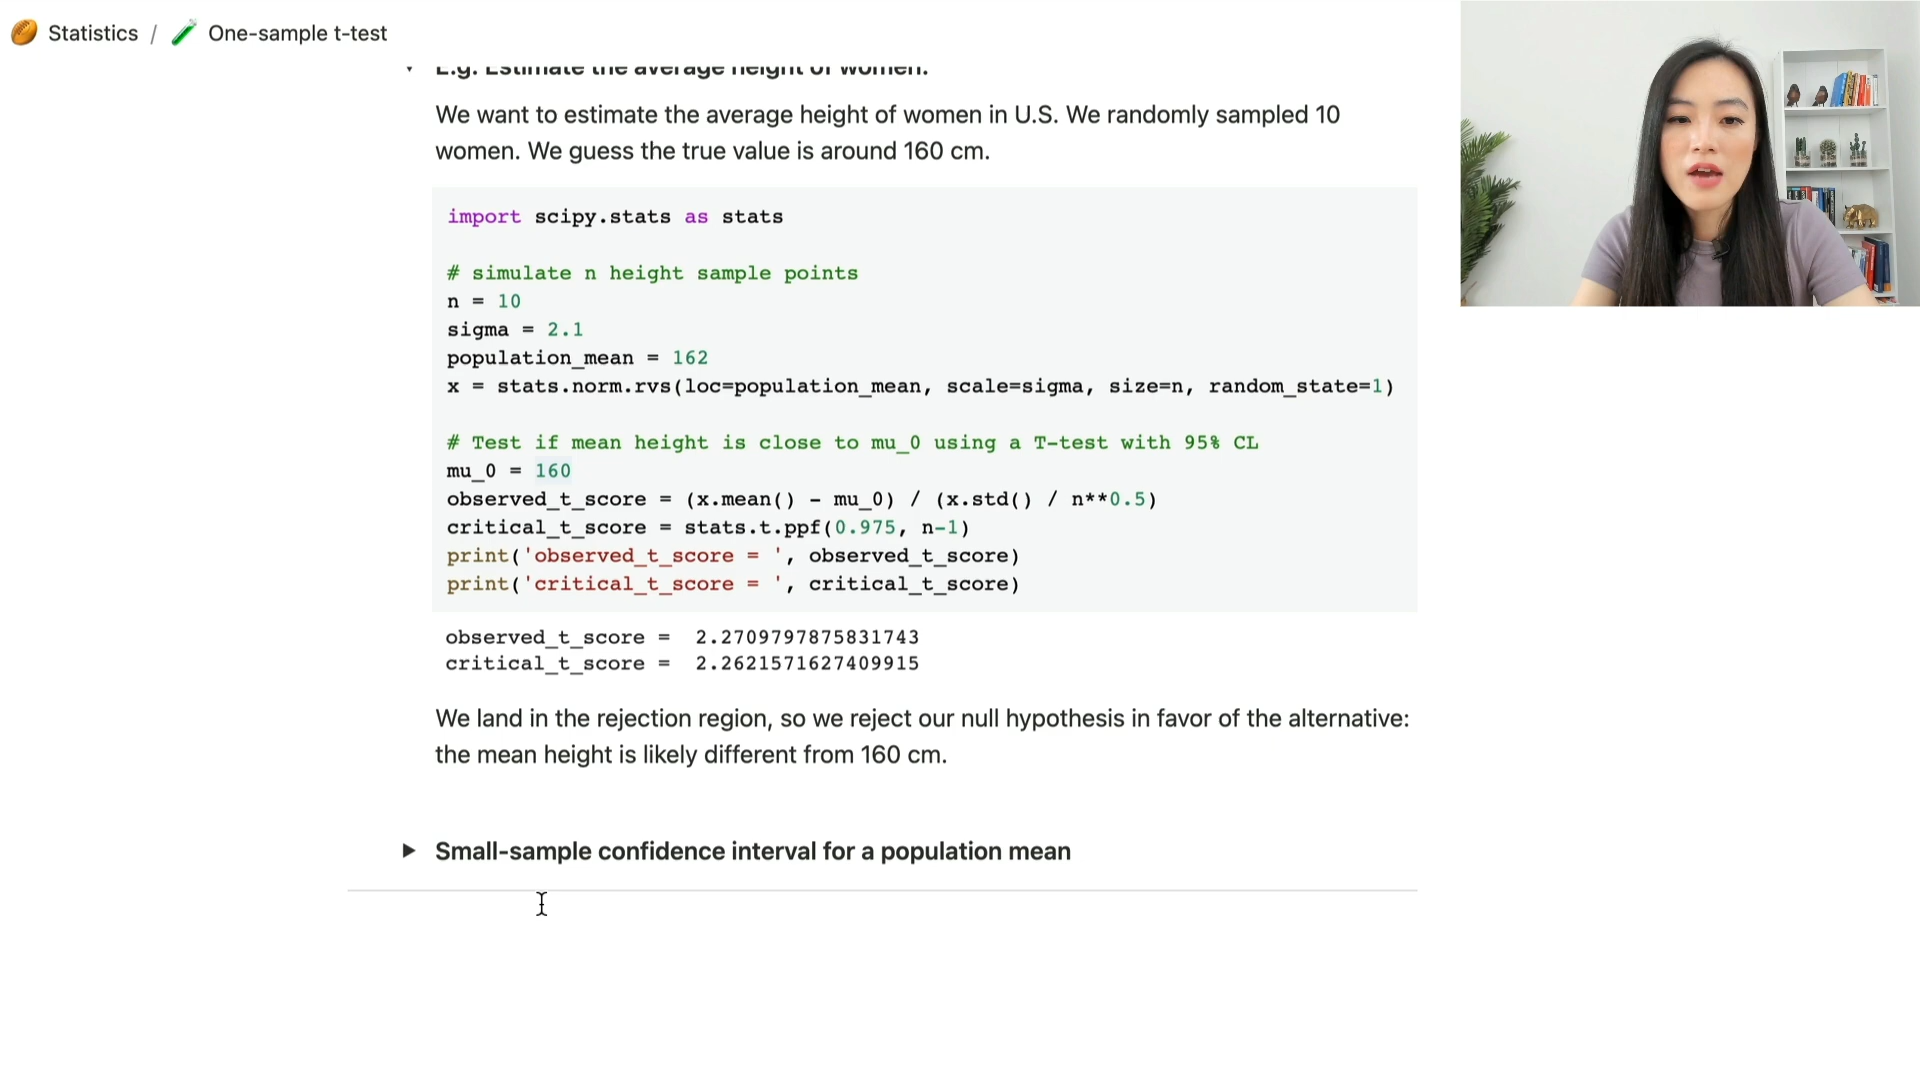 Statistics / One-sample t-test
E.g. Estimate the average height of women.
We want to estimate the average height of women in U.S. We randomly sampled 10
women. We guess the true value is around 160 cm.
import scipy.stats as stats
# simulate n height sample points
n = 10
sigma = 2.1
population_mean = 162
x = stats.norm.rvs(loc=population_mean, scale=sigma, size=n, random_state=1)
# Test if mean height is close to mu_0 using a T-test with 95% CL
mu_0 = 160
observed_t_score = (x.mean() - mu_0) / (x.std() / n**0.5)
critical_t_score = stats.t.ppf(0.975, n-1)
print('observed_t_score = ', observed_t_score)
print('critical_t_score = ', critical_t_score)
observed_t_score =  2.2709797875831743
critical_t_score =  2.2621571627409915
We land in the rejection region, so we reject our null hypothesis in favor of the alternative:
the mean height is likely different from 160 cm.
Small-sample confidence interval for a population mean